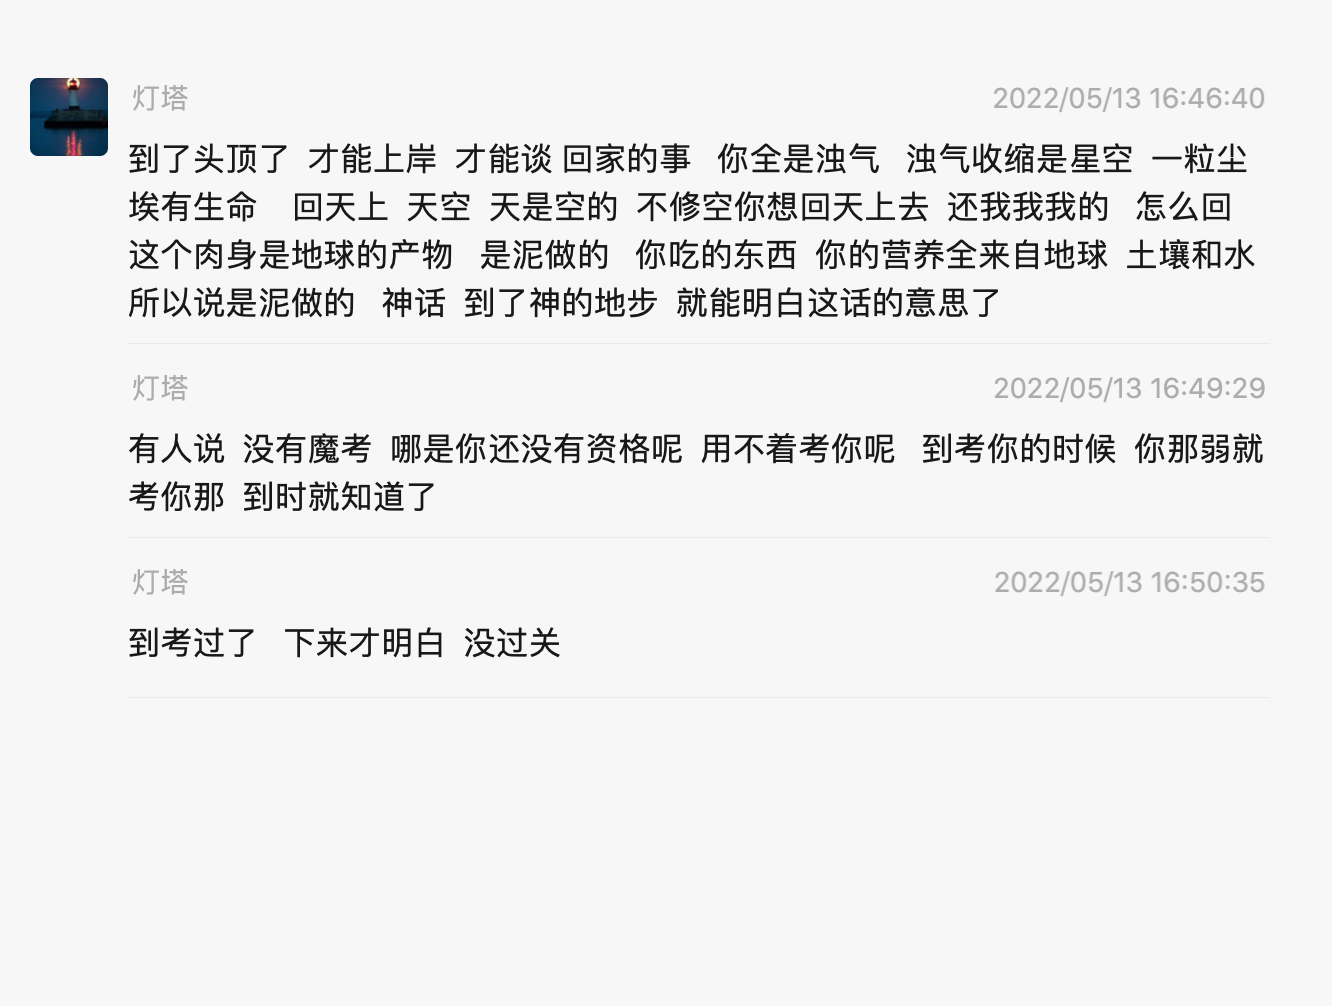 灯塔 2022/05/13 16:46:40
到了头顶了 才能上岸 才能谈 回家的事 你全是浊气 浊气收缩是星空 一粒尘
埃有生命 回天上 天空 天是空的 不修空你想回天上去 还我我我的 怎么回
这个肉身是地球的产物 是泥做的 你吃的东西 你的营养全来自地球 土壤和水
所以说是泥做的 神话 到了神的地步 就能明白这话的意思了
灯塔 2022/05/13 16:49:29
有人说 没有魔考 哪是你还没有资格呢 用不着考你呢 到考你的时候 你那弱就
考你那 到时就知道了
灯塔 2022/05/13 16:50:35
到考过了 下来才明白 没过关